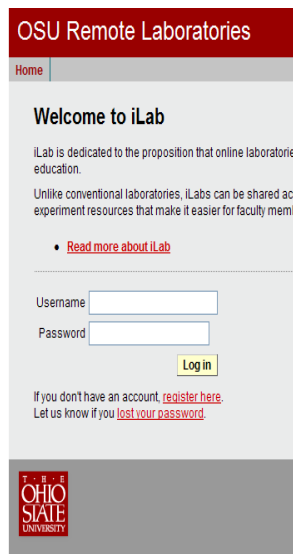 OSU Remote Laboratories
Home
Welcome to iLab
iLab is dedicated to the proposition that online laboratorie
education.
Unlike conventional laboratories, iLabs can be shared ac
experiment resources that make it easier for faculty mem
• Read more about iLab
Username
Password
Log in
If you don't have an account, register here.
Let us know if you lost your password.
T · H · E
OHIO
STATE
UNIVERSITY